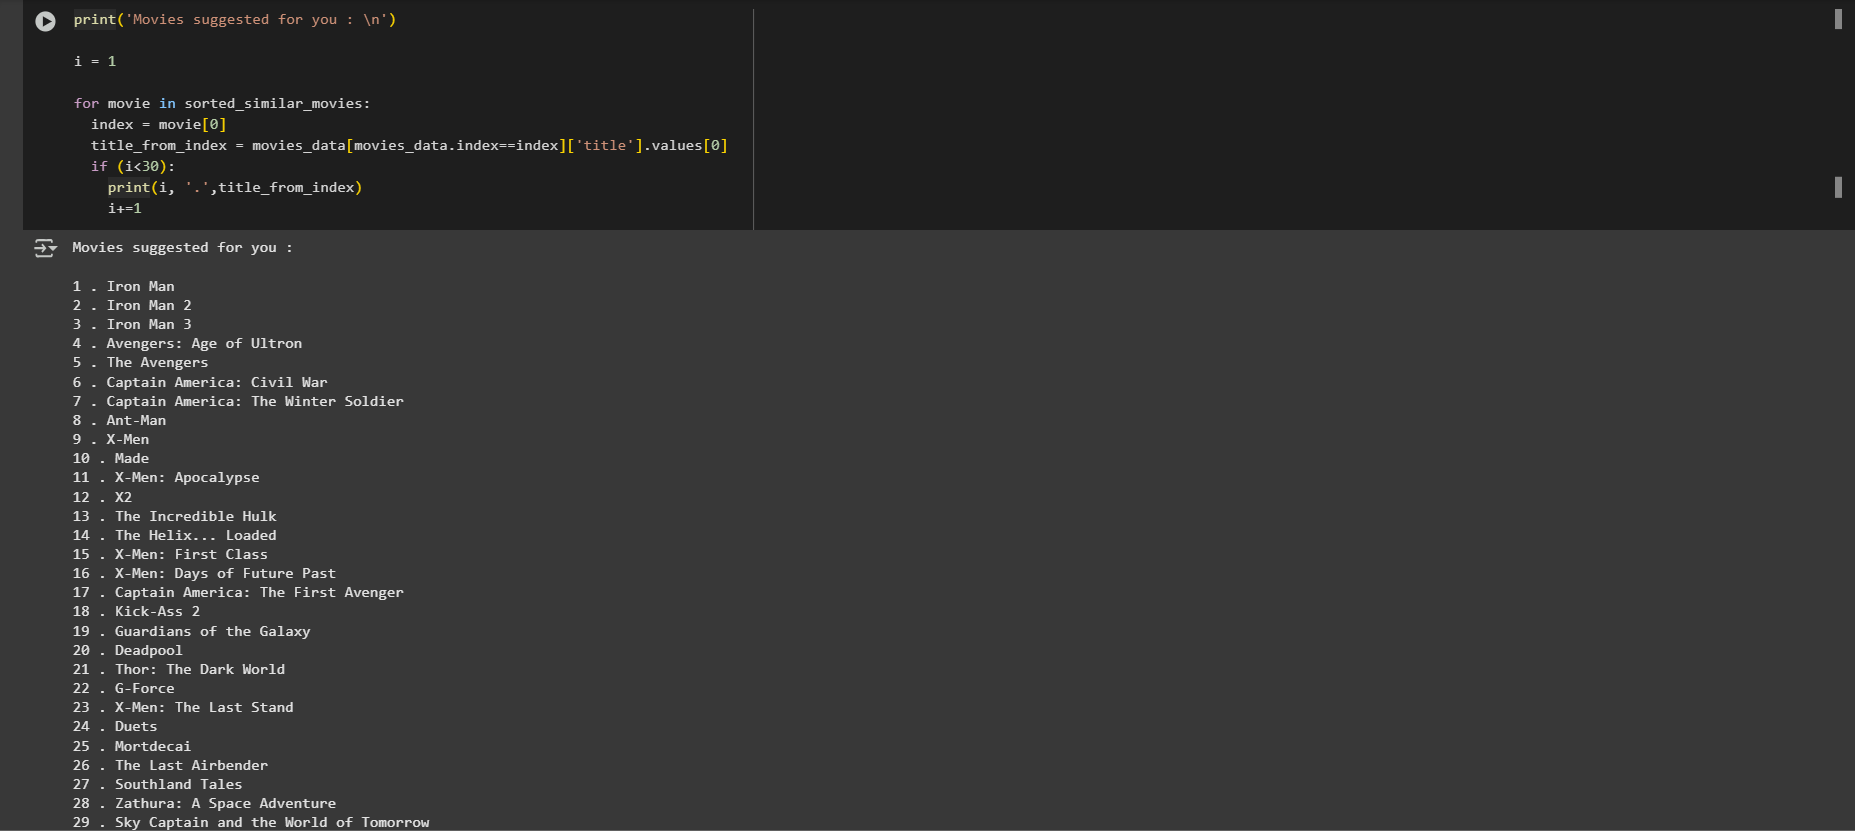 print('Movies suggested for you : \n')
i = 1
for movie in sorted_similar_movies:
index = movie[0]
title_from_index = movies_data[movies_data.index==index]['title'].values[0]
if (i<30):
print(i, '.',title_from_index)
i+=1
Movies suggested for you :
1 . Iron Man
2 . Iron Man 2
3 . Iron Man 3
4 . Avengers: Age of Ultron
5 . The Avengers
6 . Captain America: Civil War
7 . Captain America: The Winter Soldier
8 . Ant-Man
9 . X-Men
10 . Made
11 . X-Men: Apocalypse
12 . X2
13 . The Incredible Hulk
14 . The Helix... Loaded
15 . X-Men: First Class
16 . X-Men: Days of Future Past
17 . Captain America: The First Avenger
18 . Kick-Ass 2
19 . Guardians of the Galaxy
20 . Deadpool
21 . Thor: The Dark World
22 . G-Force
23 . X-Men: The Last Stand
24 . Duets
25 . Mortdecai
26 . The Last Airbender
27 . Southland Tales
28 . Zathura: A Space Adventure
29 . Sky Captain and the World of Tomorrow